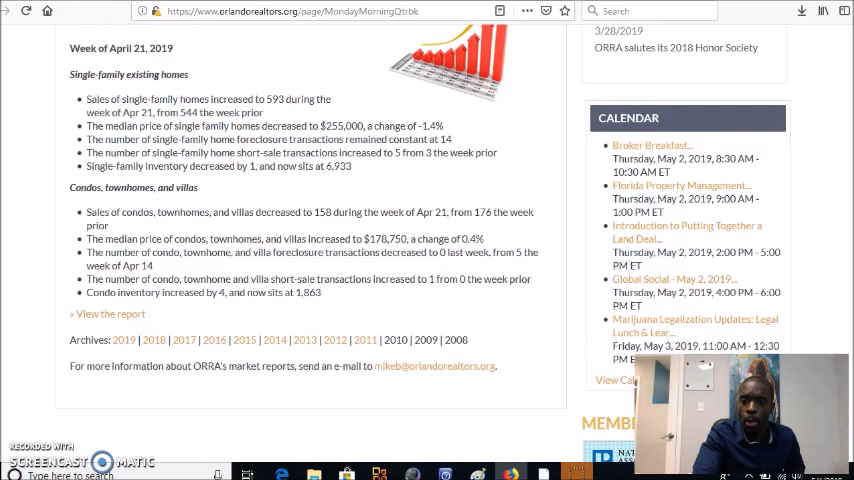 https://www.orlandorealtors.org/page/MondayMorningQtrbk
Search
Week of April 21, 2019
Single-family existing homes
Sales of single-family homes increased to 593 during the
week of Apr 21, from 544 the week prior
The median price of single family homes decreased to $255,000, a change of -1.4%
The number of single-family home foreclosure transactions remained constant at 14
The number of single-family home short-sale transactions increased to 5 from 3 the week prior
Single-family inventory decreased by 1, and now sits at 6,933
Condos, townhomes, and villas
Sales of condos, townhomes, and villas decreased to 158 during the week of Apr 21, from 176 the week
prior
The median price of condos, townhomes, and villas increased to $178,750, a change of 0.4%
The number of condo, townhome, and villa foreclosure transactions decreased to 0 last week, from 5 the
week of Apr 14
The number of condo, townhome and villa short-sale transactions increased to 1 from 0 the week prior
Condo inventory increased by 4, and now sits at 1,863
» View the report
Archives: 2019 | 2018 | 2017 | 2016 | 2015 | 2014 | 2013 | 2012 | 2011 | 2010 | 2009 | 2008
For more information about ORRA's market reports, send an e-mail to mikeb@orlandorealtors.org.
3/28/2019
ORRA salutes its 2018 Honor Society
CALENDAR
Broker Breakfast...
Thursday, May 2, 2019, 8:30 AM -
10:30 AM ET
Florida Property Management...
Thursday, May 2, 2019, 9:00 AM -
1:00 PM ET
Introduction to Putting Together a
Land Deal...
Thursday, May 2, 2019, 2:00 PM - 5:00
PM ET
Global Social - May 2, 2019...
Thursday, May 2, 2019, 4:00 PM - 6:00
PM ET
Marijuana Legalization Updates: Legal
Lunch & Lear...
Friday, May 3, 2019, 11:00 AM - 12:30
PM E
View Cal
MEMB
NAT
ASSO
RECORDED WITH
SCREENCAST MATIC
Type here to search